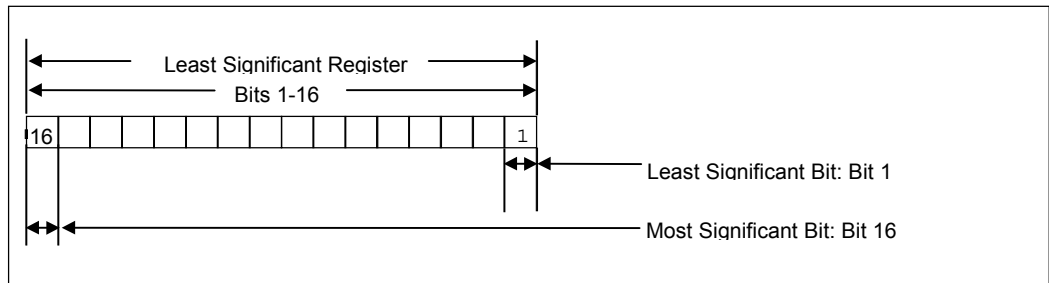 Least Significant Register
Bits 1-16
16 1
Least Significant Bit: Bit 1
Most Significant Bit: Bit 16